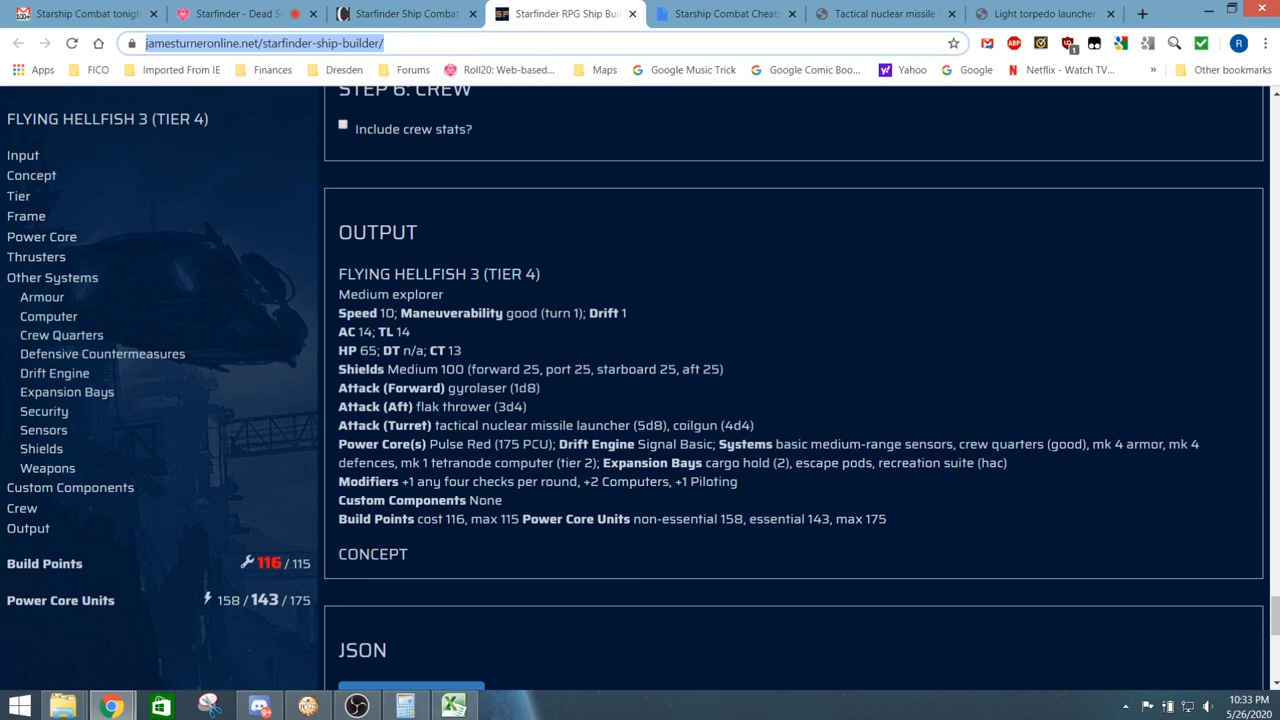 Starship Combat tonigh
Starfinder - Dead S
Starfinder Ship Combat
Starfinder RPG Ship Bui
Starship Combat Cheats
Tactical nuclear missile
Light torpedo launcher
jamesturneronline.net/starfinder-ship-builder/
Apps
FICO
Imported From IE
Finances
Dresden
Forums
Roll20: Web-based...
Maps
Google Music Trick
Google Comic Boo...
Yahoo
Google
Netflix - Watch TV...
»
Other bookmarks
FLYING HELLFISH 3 (TIER 4)
Input
Concept
Tier
Frame
Power Core
Thrusters
Other Systems
Armour
Computer
Crew Quarters
Defensive Countermeasures
Drift Engine
Expansion Bays
Security
Sensors
Shields
Weapons
Custom Components
Crew
Output
Build Points 116 / 115
Power Core Units 158 / 143 / 175
STEP 6: CREW
Include crew stats?
OUTPUT
FLYING HELLFISH 3 (TIER 4)
Medium explorer
Speed 10; Maneuverability good (turn 1); Drift 1
AC 14; TL 14
HP 65; DT n/a; CT 13
Shields Medium 100 (forward 25, port 25, starboard 25, aft 25)
Attack (Forward) gyrolaser (1d8)
Attack (Aft) flak thrower (3d4)
Attack (Turret) tactical nuclear missile launcher (5d8), coilgun (4d4)
Power Core(s) Pulse Red (175 PCU); Drift Engine Signal Basic; Systems basic medium-range sensors, crew quarters (good), mk 4 armor, mk 4
defences, mk 1 tetranode computer (tier 2); Expansion Bays cargo hold (2), escape pods, recreation suite (hac)
Modifiers +1 any four checks per round, +2 Computers, +1 Piloting
Custom Components None
Build Points cost 116, max 115 Power Core Units non-essential 158, essential 143, max 175
CONCEPT
JSON
10:33 PM
5/26/2020